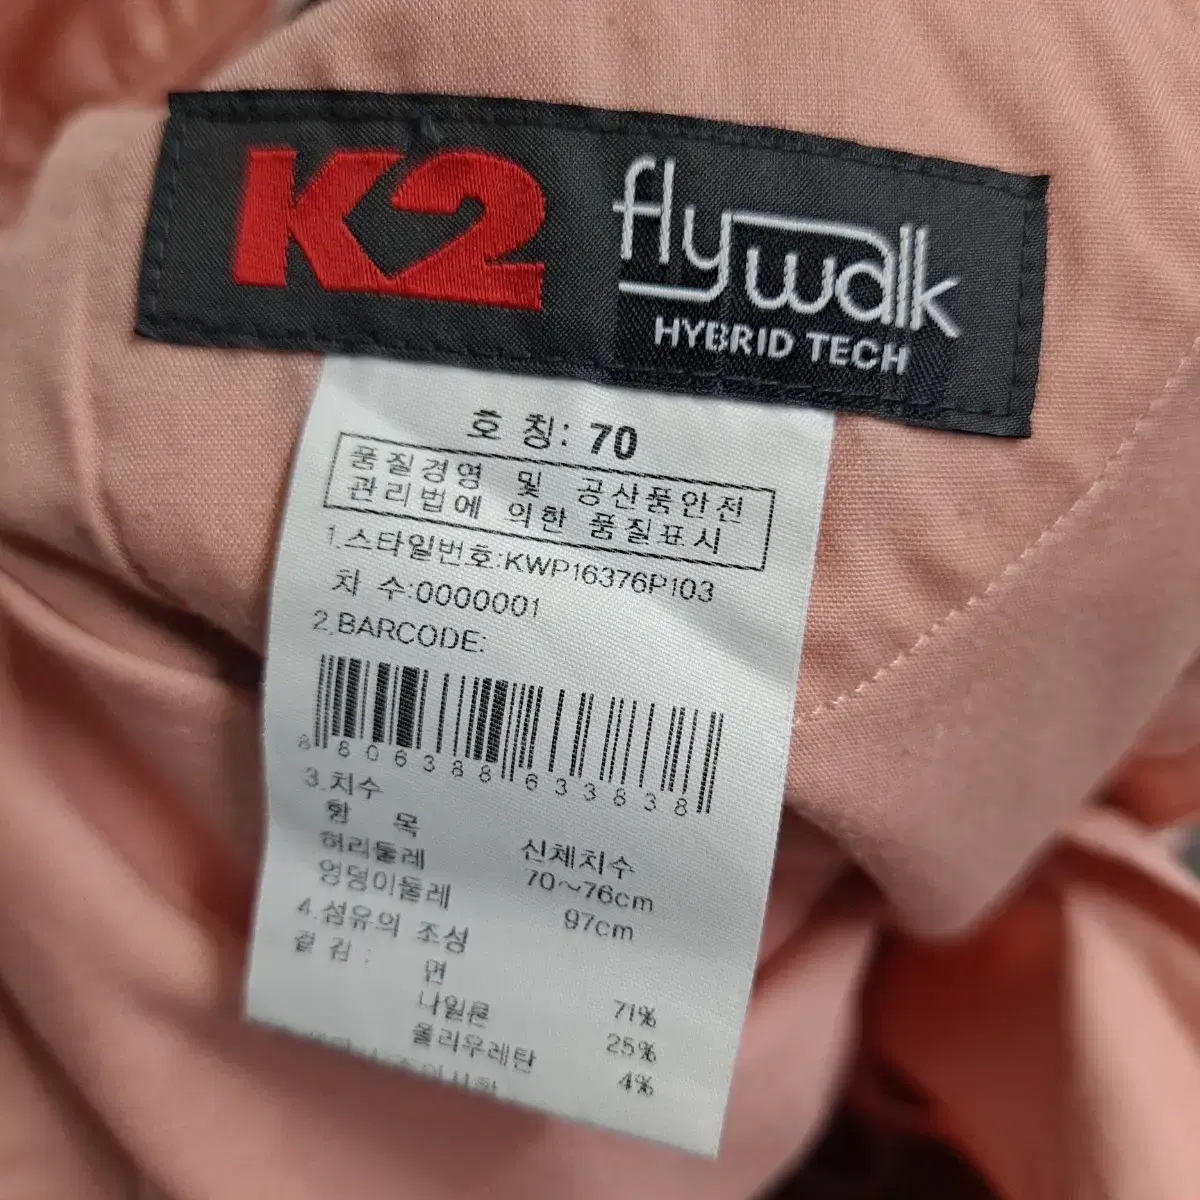 K2 flywalk
HYBRID TECH
호 칭: 70
품질경영 및 공산품안전
관리법에 의한 품질표시
1.스타일번호:KWP16376P103
차 수:0000001
2.BARCODE:
8 806388 633838
3.치수
항 목 신체치수
허리둘레 70~76cm
엉덩이둘레 97cm
4.섬유의 조성
겉감:
면 71%
나일론 25%
폴리우레탄 4%